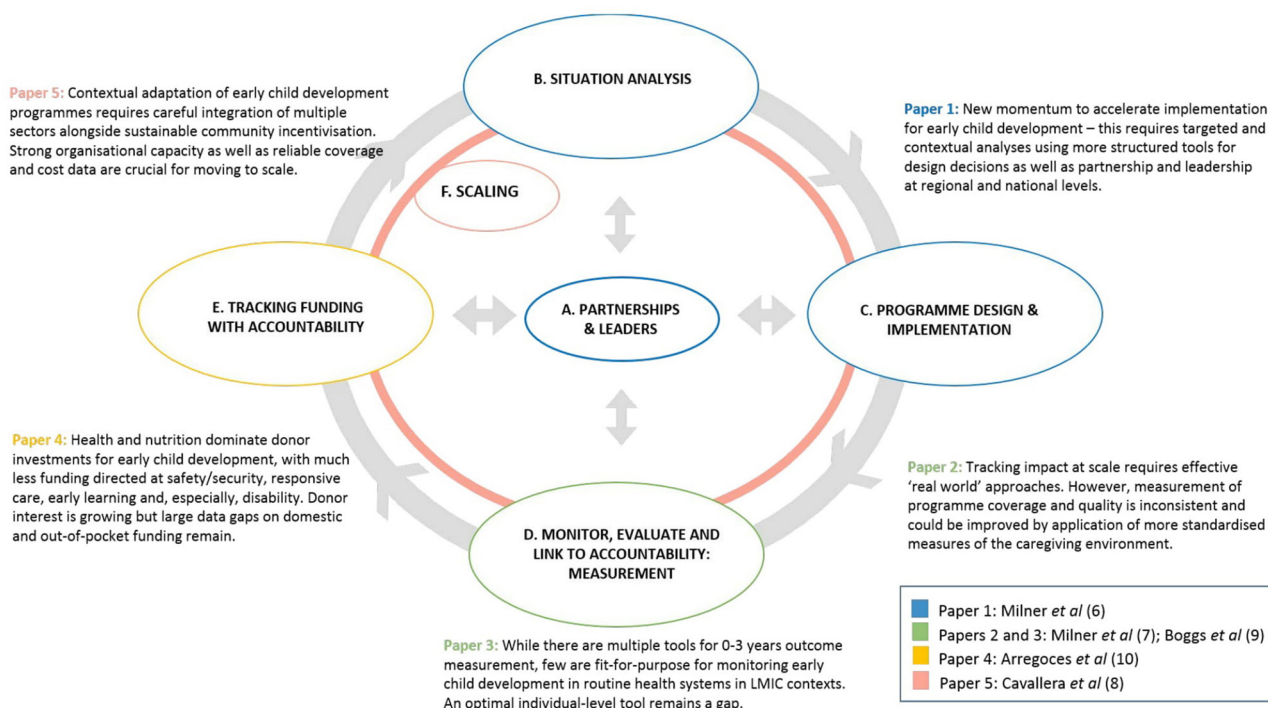 B. SITUATION ANALYSIS
Paper 5: Contextual adaptation of early child development
programmes requires careful integration of multiple
sectors alongside sustainable community incentivisation.
Strong organisational capacity as well as reliable coverage
and cost data are crucial for moving to scale.
Paper 1: New momentum to accelerate implementation
for early child development – this requires targeted and
contextual analyses using more structured tools for
design decisions as well as partnership and leadership
at regional and national levels.
F. SCALING
E. TRACKING FUNDING
WITH ACCOUNTABILITY
A. PARTNERSHIPS
& LEADERS
C. PROGRAMME DESIGN &
IMPLEMENTATION
Paper 4: Health and nutrition dominate donor
investments for early child development, with much
less funding directed at safety/security, responsive
care, early learning and, especially, disability. Donor
interest is growing but large data gaps on domestic
and out-of-pocket funding remain.
Paper 2: Tracking impact at scale requires effective
‘real world’ approaches. However, measurement of
programme coverage and quality is inconsistent and
could be improved by application of more standardised
measures of the caregiving environment.
D. MONITOR, EVALUATE AND
LINK TO ACCOUNTABILITY:
MEASUREMENT
Paper 3: While there are multiple tools for 0-3 years outcome
measurement, few are fit-for-purpose for monitoring early
child development in routine health systems in LMIC contexts.
An optimal individual-level tool remains a gap.
Paper 1: Milner et al (6)
Papers 2 and 3: Milner et al (7); Boggs et al (9)
Paper 4: Arregoces et al (10)
Paper 5: Cavallera et al (8)